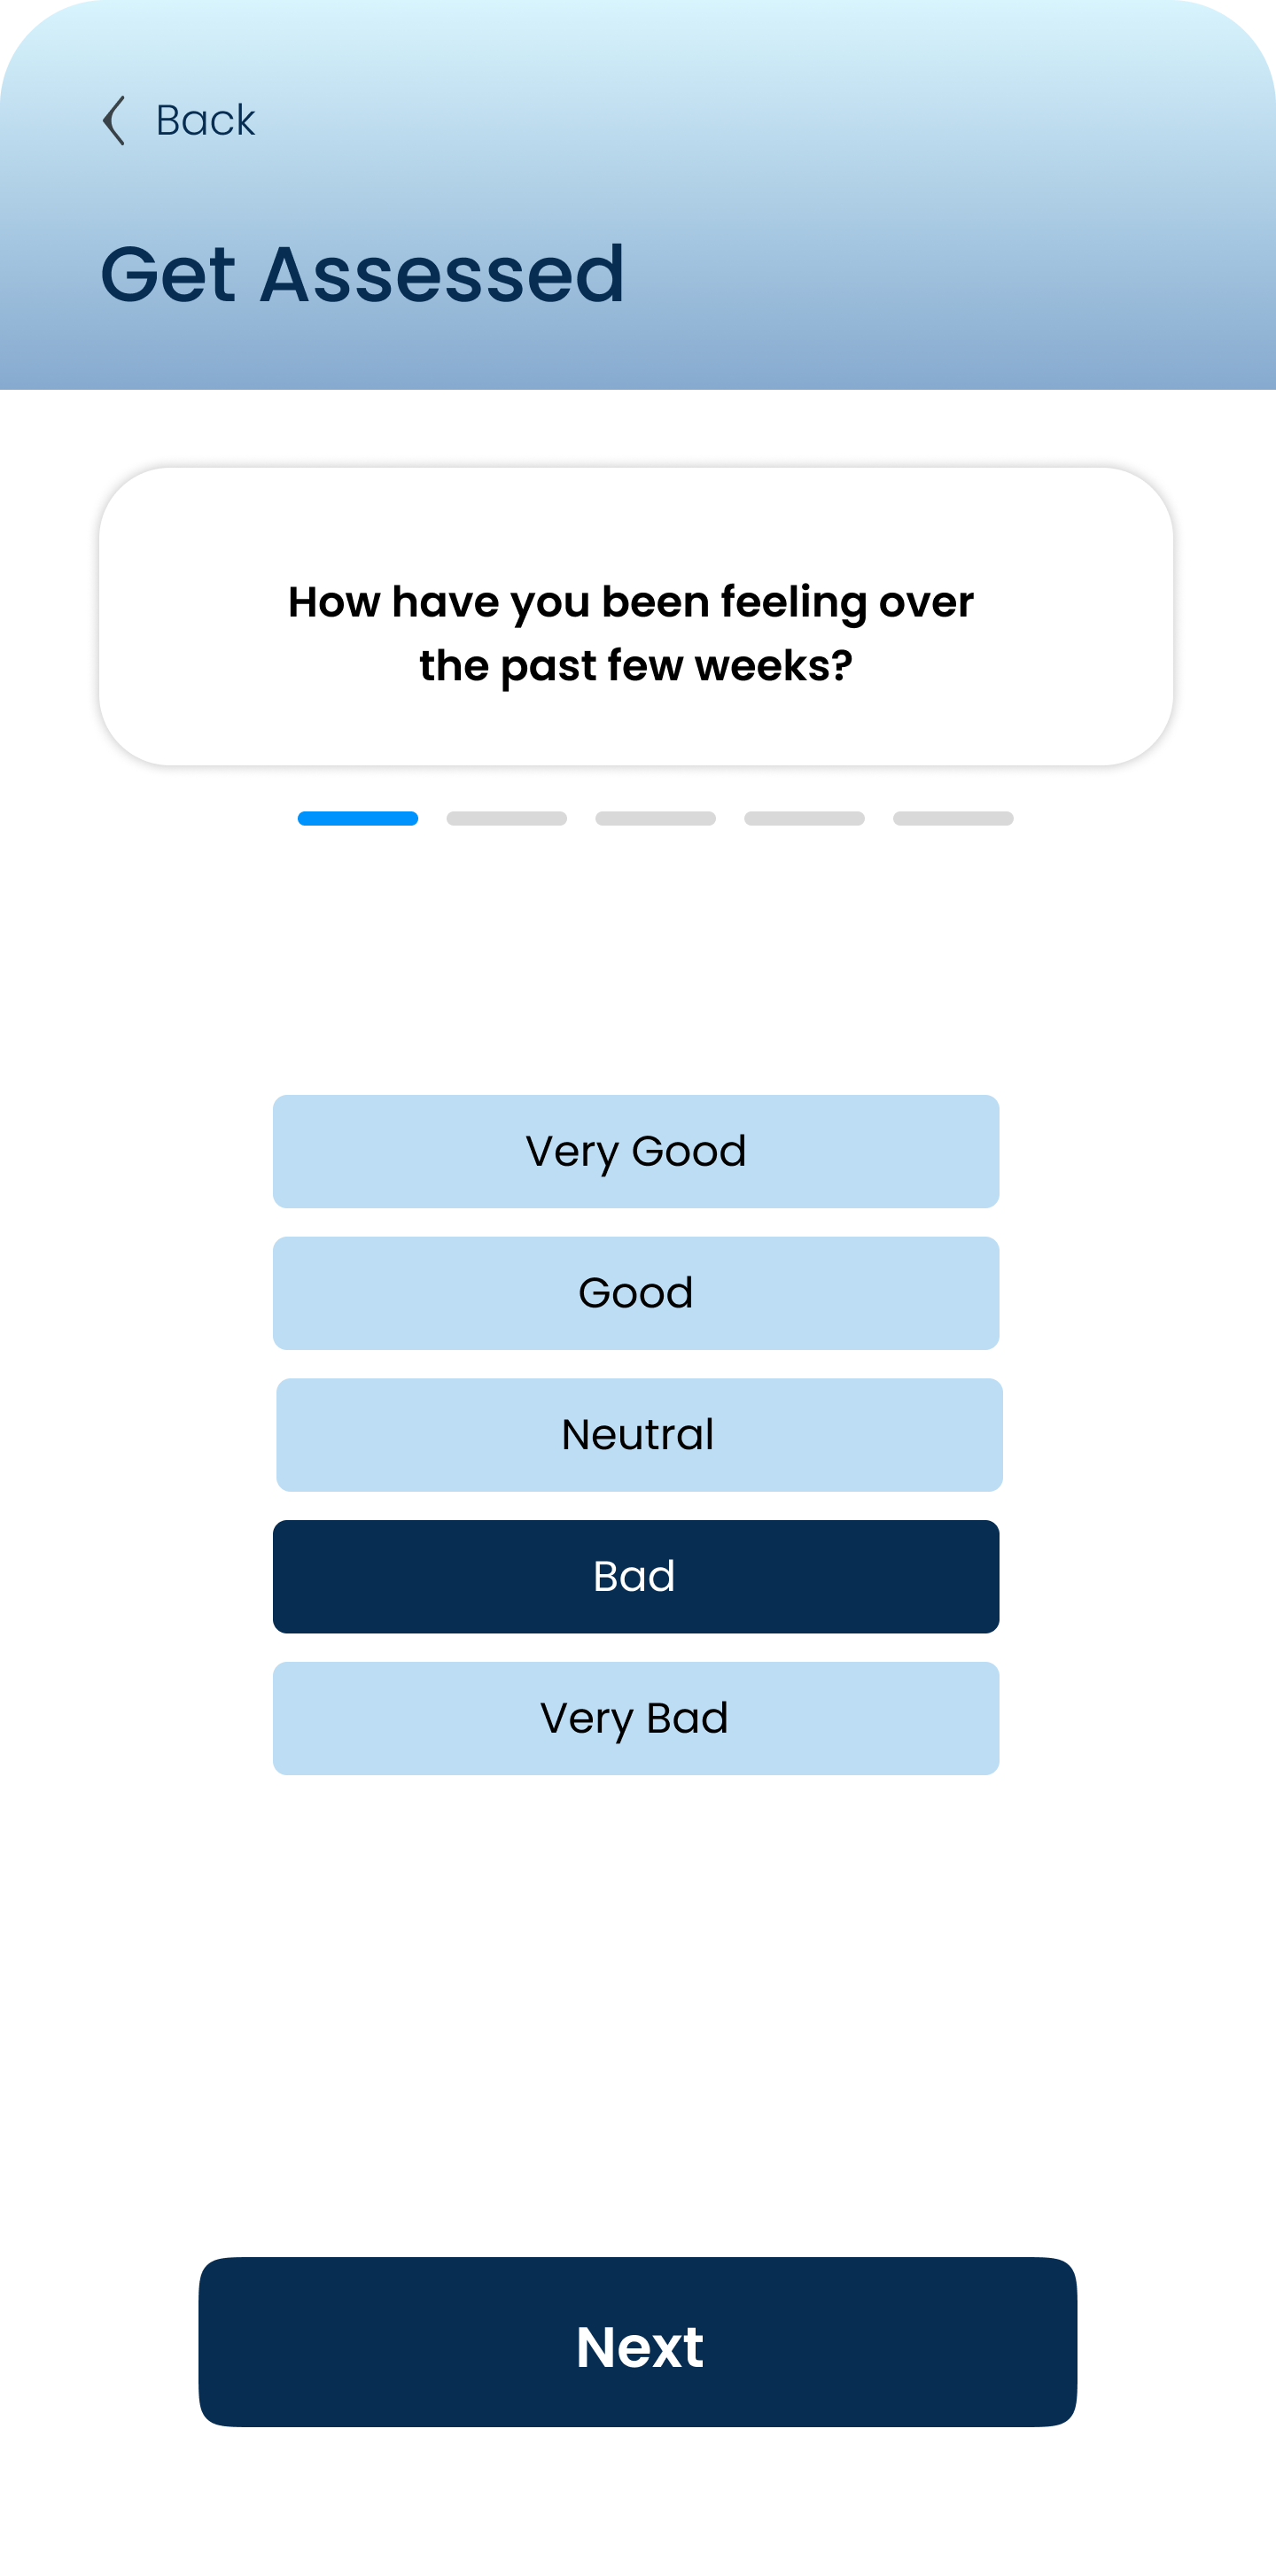 Back
Get Assessed
How have you been feeling over
the past few weeks?
Very Good
Good
Neutral
Bad
Very Bad
Next